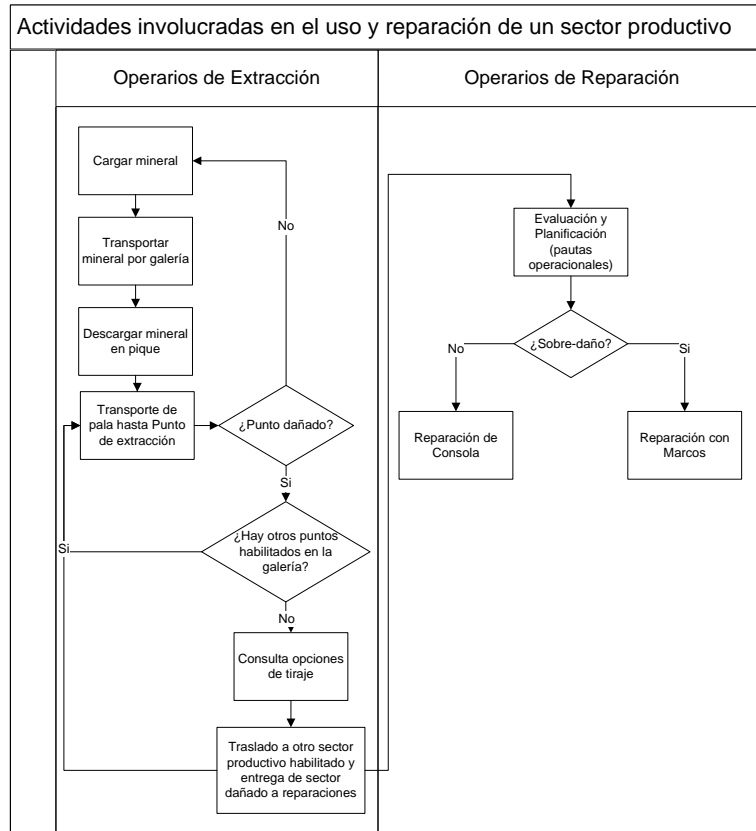 Actividades involucradas en el uso y reparación de un sector productivo
Operarios de Extracción
Operarios de Reparación
Cargar mineral
No
Transportar
mineral por galería
Descargar mineral
en pique
Transporte de
pala hasta Punto
de extracción
¿Punto dañado?
Si
¿Hay otros puntos
habilitados en la
galería?
Si
No
Consulta opciones
de tiraje
Traslado a otro sector
productivo habilitado y
entrega de sector
dañado a reparaciones
Evaluación y
Planificación
(pautas
operacionales)
¿Sobre-daño?
No
Si
Reparación de
Consola
Reparación con
Marcos